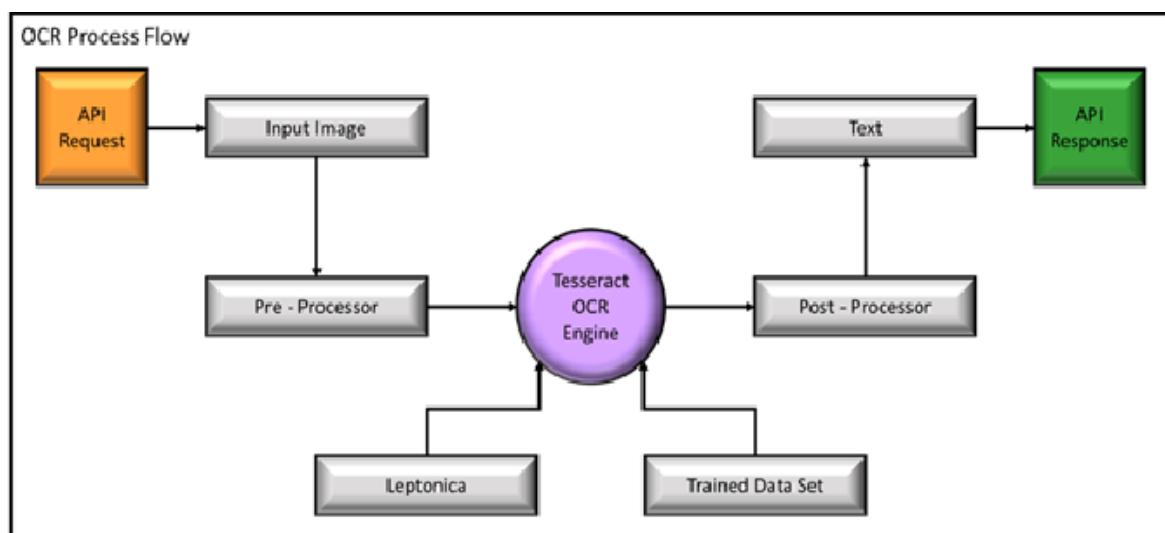 OCR Process Flow
API
Request
Input Image
Text
API
Response
Pre - Processor
Tesseract
OCR
Engine
Post - Processor
Leptonica
Trained Data Set